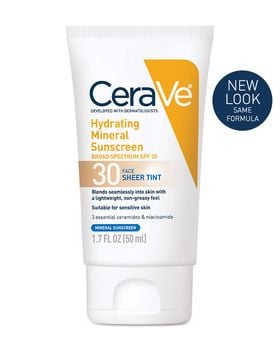 CeraVe
DEVELOPED WITH DERMATOLOGISTS
Hydrating
Mineral
Sunscreen
BROAD SPECTRUM SPF 30
30 FACE
SHEER TINT
Blends seamlessly into skin with
a lightweight, non-greasy feel
Suitable for sensitive skin
3 essential ceramides & niacinamide
MINERAL SUNSCREEN
1.7 FL OZ (50 ml)
NEW
LOOK
SAME
FORMULA